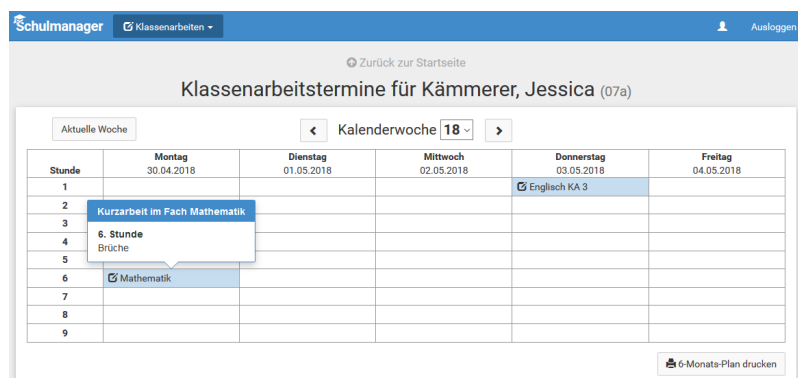 Schulmanager Klassenarbeiten Ausloggen
Zurück zur Startseite
Klassenarbeitstermine für Kämmerer, Jessica (07a)
Aktuelle Woche Kalenderwoche 18
Stunde Montag 30.04.2018 Dienstag 01.05.2018 Mittwoch 02.05.2018 Donnerstag 03.05.2018 Freitag 04.05.2018
1 Englisch KA 3
2
Kurzarbeit im Fach Mathematik
3
6. Stunde
4
Brüche
5
6 Mathematik
7
8
9
6-Monats-Plan drucken